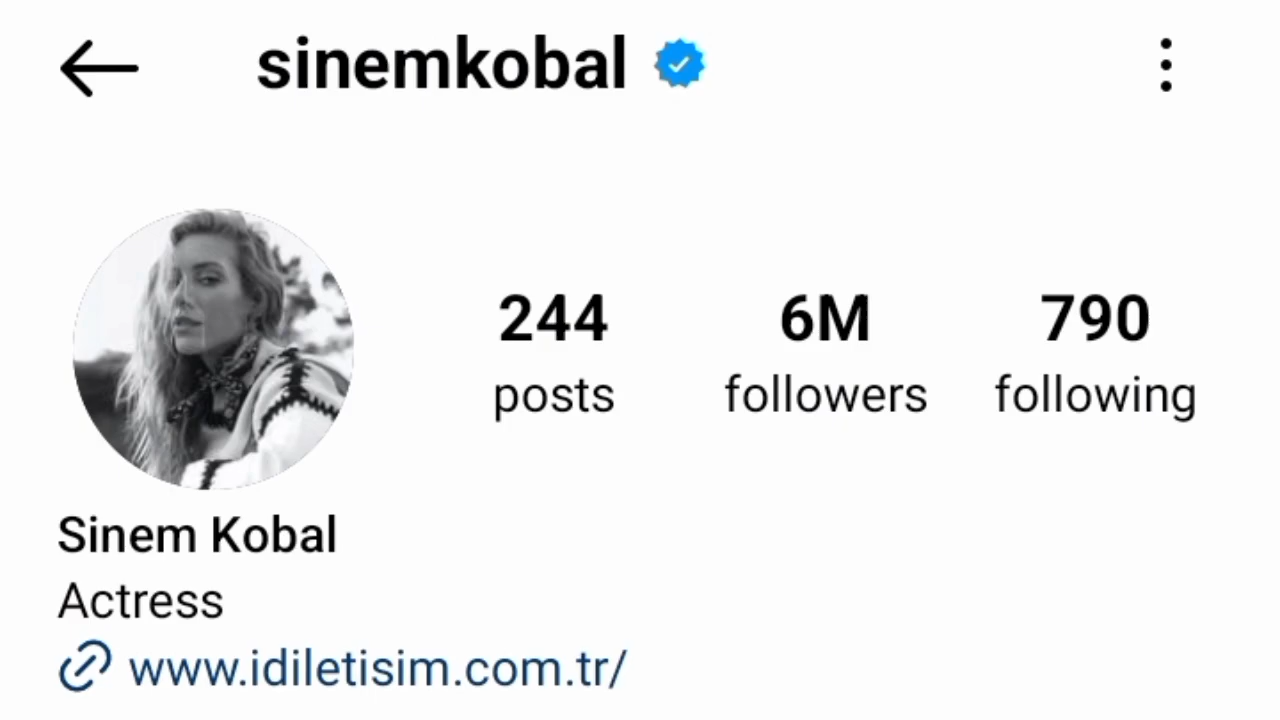 sinemkobal
244 6M 790
posts followers following
Sinem Kobal
Actress
www.idiletisim.com.tr/